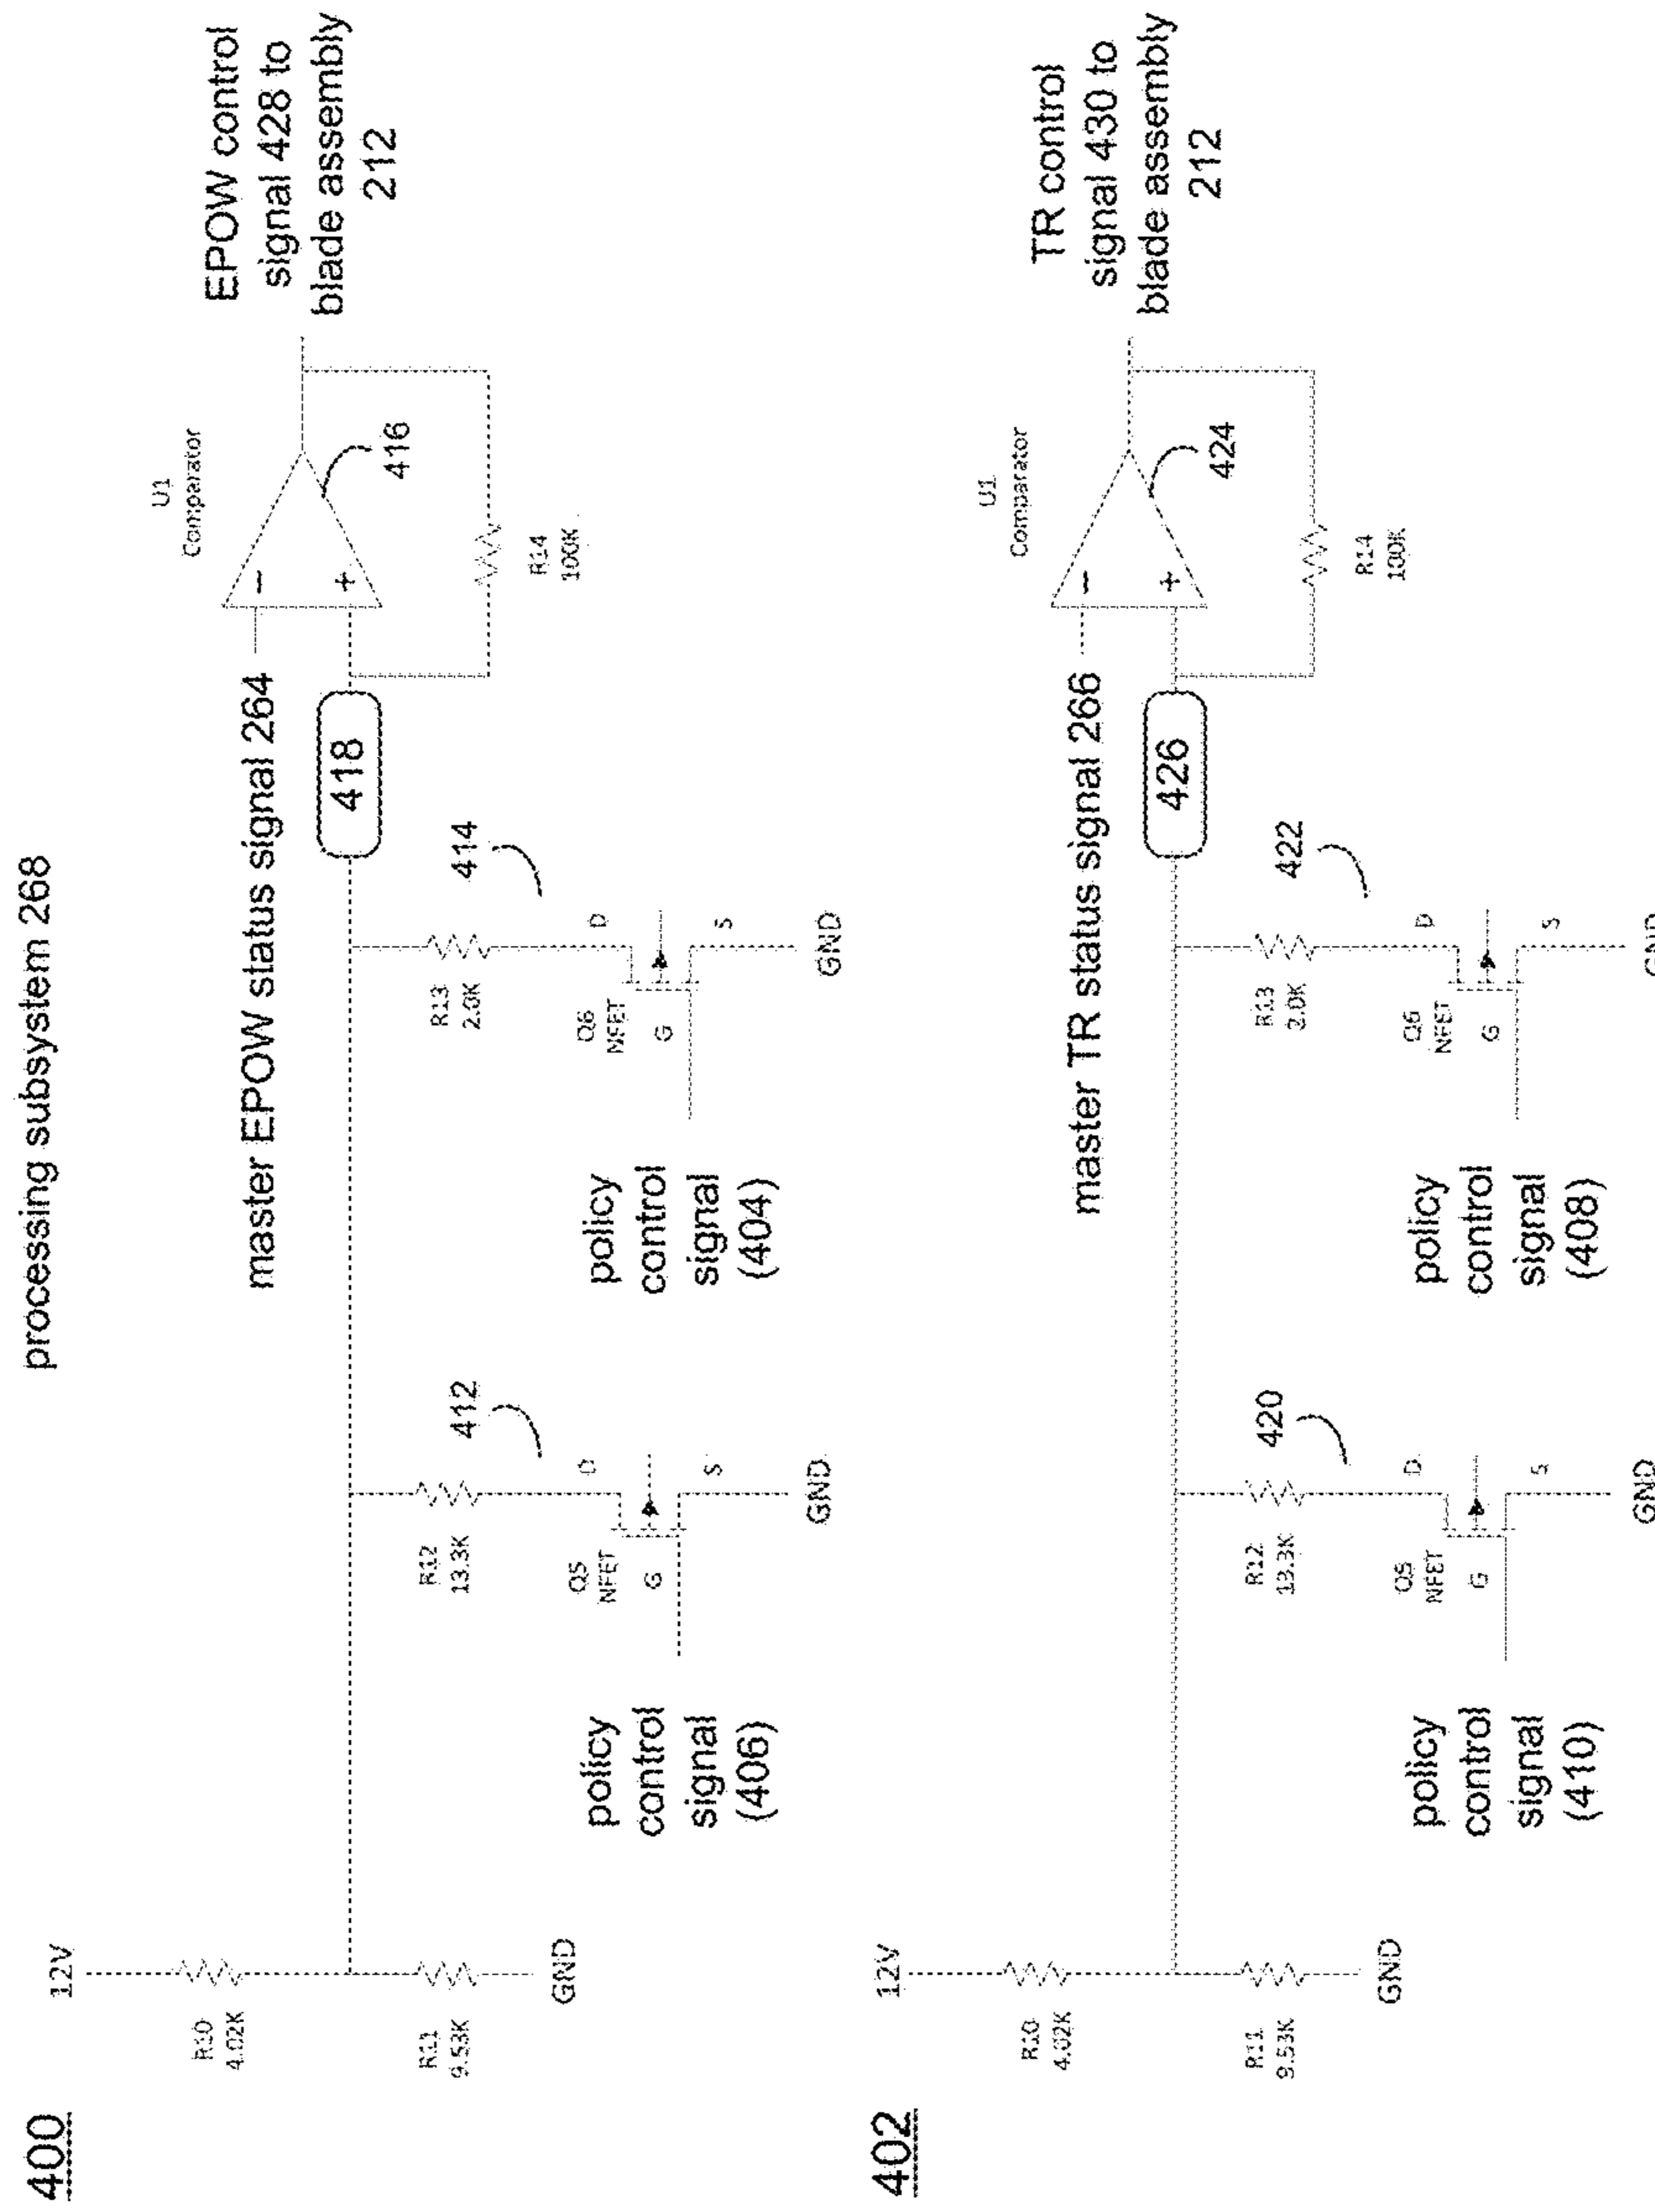 processing subsystem 268
400
12V
R10
4.02K
R11
9.53K
GND
policy
control
signal
(406)
412
R12
13.3K
Q5
NFET
D
G
S
GND
policy
control
signal
(404)
414
R13
2.0K
Q6
NFET
D
G
S
GND
master EPOW status signal 264
418
U1
Comparator
−
+
416
R14
100K
EPOW control
signal 428 to
blade assembly
212
402
12V
R10
4.02K
R11
9.53K
GND
policy
control
signal
(410)
420
R12
13.3K
Q5
NFET
D
G
S
GND
policy
control
signal
(408)
422
R13
2.0K
Q6
NFET
D
G
S
GND
master TR status signal 266
426
U1
Comparator
−
+
424
R14
100K
TR control
signal 430 to
blade assembly
212